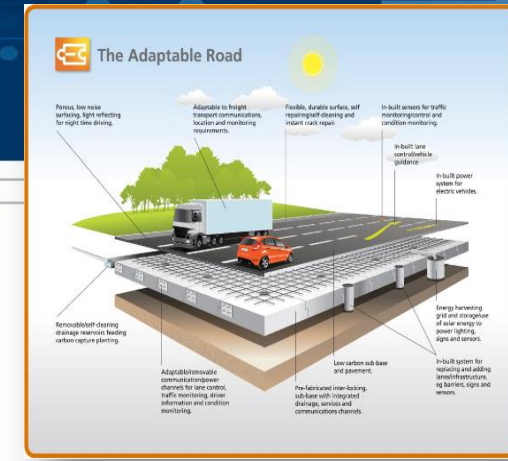 The Adaptable Road
Porous, low noise
surfacing, light reflecting
for night time driving.
Adaptable to freight
transport communications,
location and monitoring
requirements.
Flexible, durable surface, self
repairing/self-cleaning and
instant crack repair.
In-built sensors for traffic
monitoring/control and
condition monitoring.
In-built lane
control/vehicle
guidance.
In-built power
system for
electric vehicles.
Removable/self-cleaning
drainage reservoirs feeding
carbon capture planting.
Adaptable/removable
communication/power
channels for lane control,
traffic monitoring, driver
information and condition
monitoring.
Pre-fabricated inter-locking,
sub-base with integrated
drainage, services and
communications channels
Low carbon sub-base
and pavement.
Energy harvesting
grid and storage/use
of solar energy to
power lighting,
signs and sensors.
In-built system for
replacing and adding
lanes/infrastructure,
eg barriers, signs and
sensors.